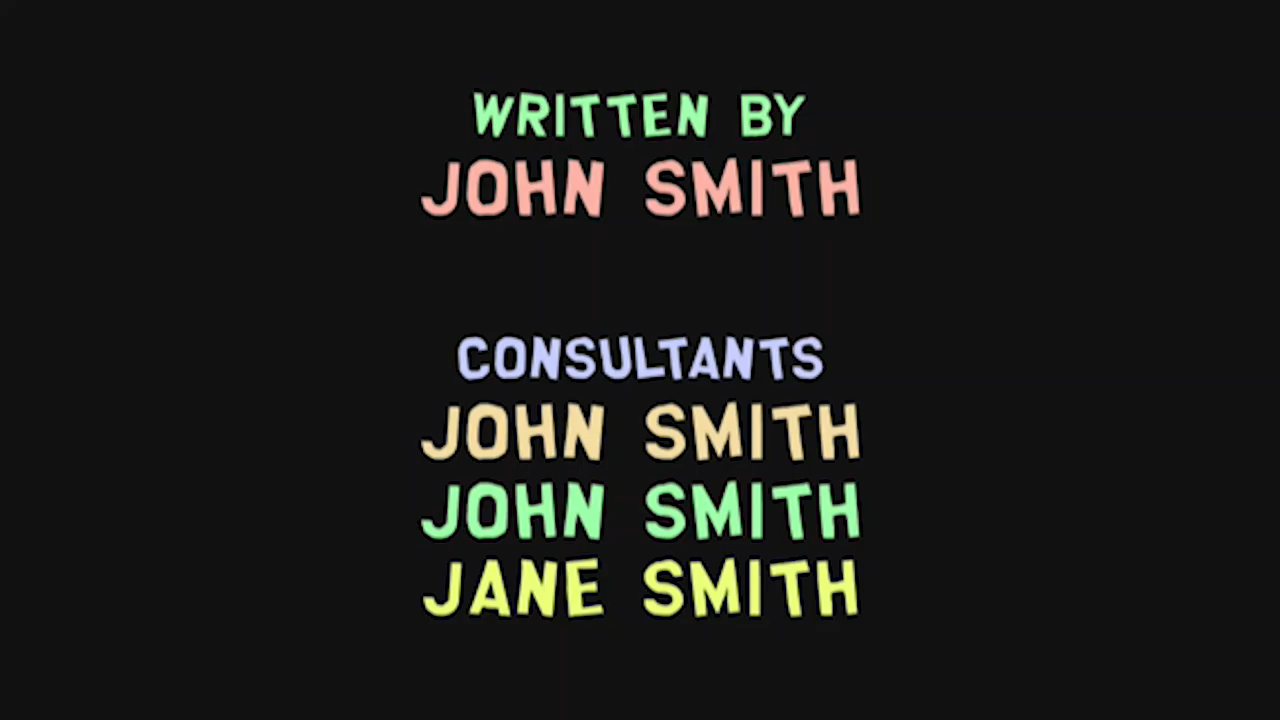 WRITTEN BY
JOHN SMITH
CONSULTANTS
JOHN SMITH
JOHN SMITH
JANE SMITH